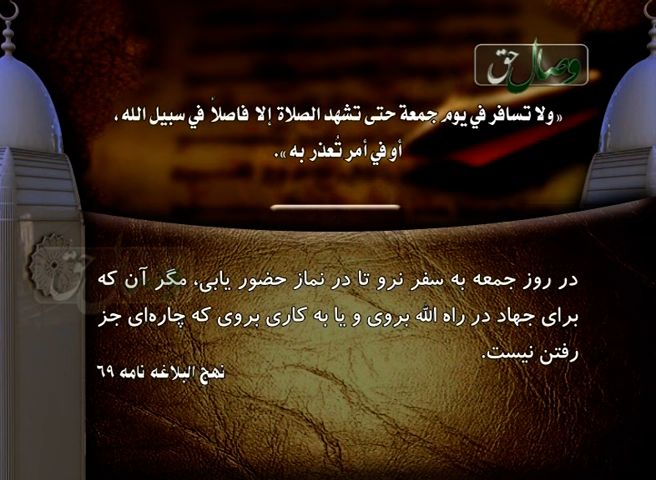 وصال حق
«ولا تسافر في يوم جمعة حتى تشهد الصلاة إلا فاصلاً في سبيل الله،
أو في أمر تُعذر به».
در روز جمعه به سفر نرو تا در نماز حضور یابی، مگر آن که
برای جهاد در راه الله بروی و یا به کاری بروی که چاره‌ای جز
رفتن نیست.
نهج البلاغه نامه ٦٩